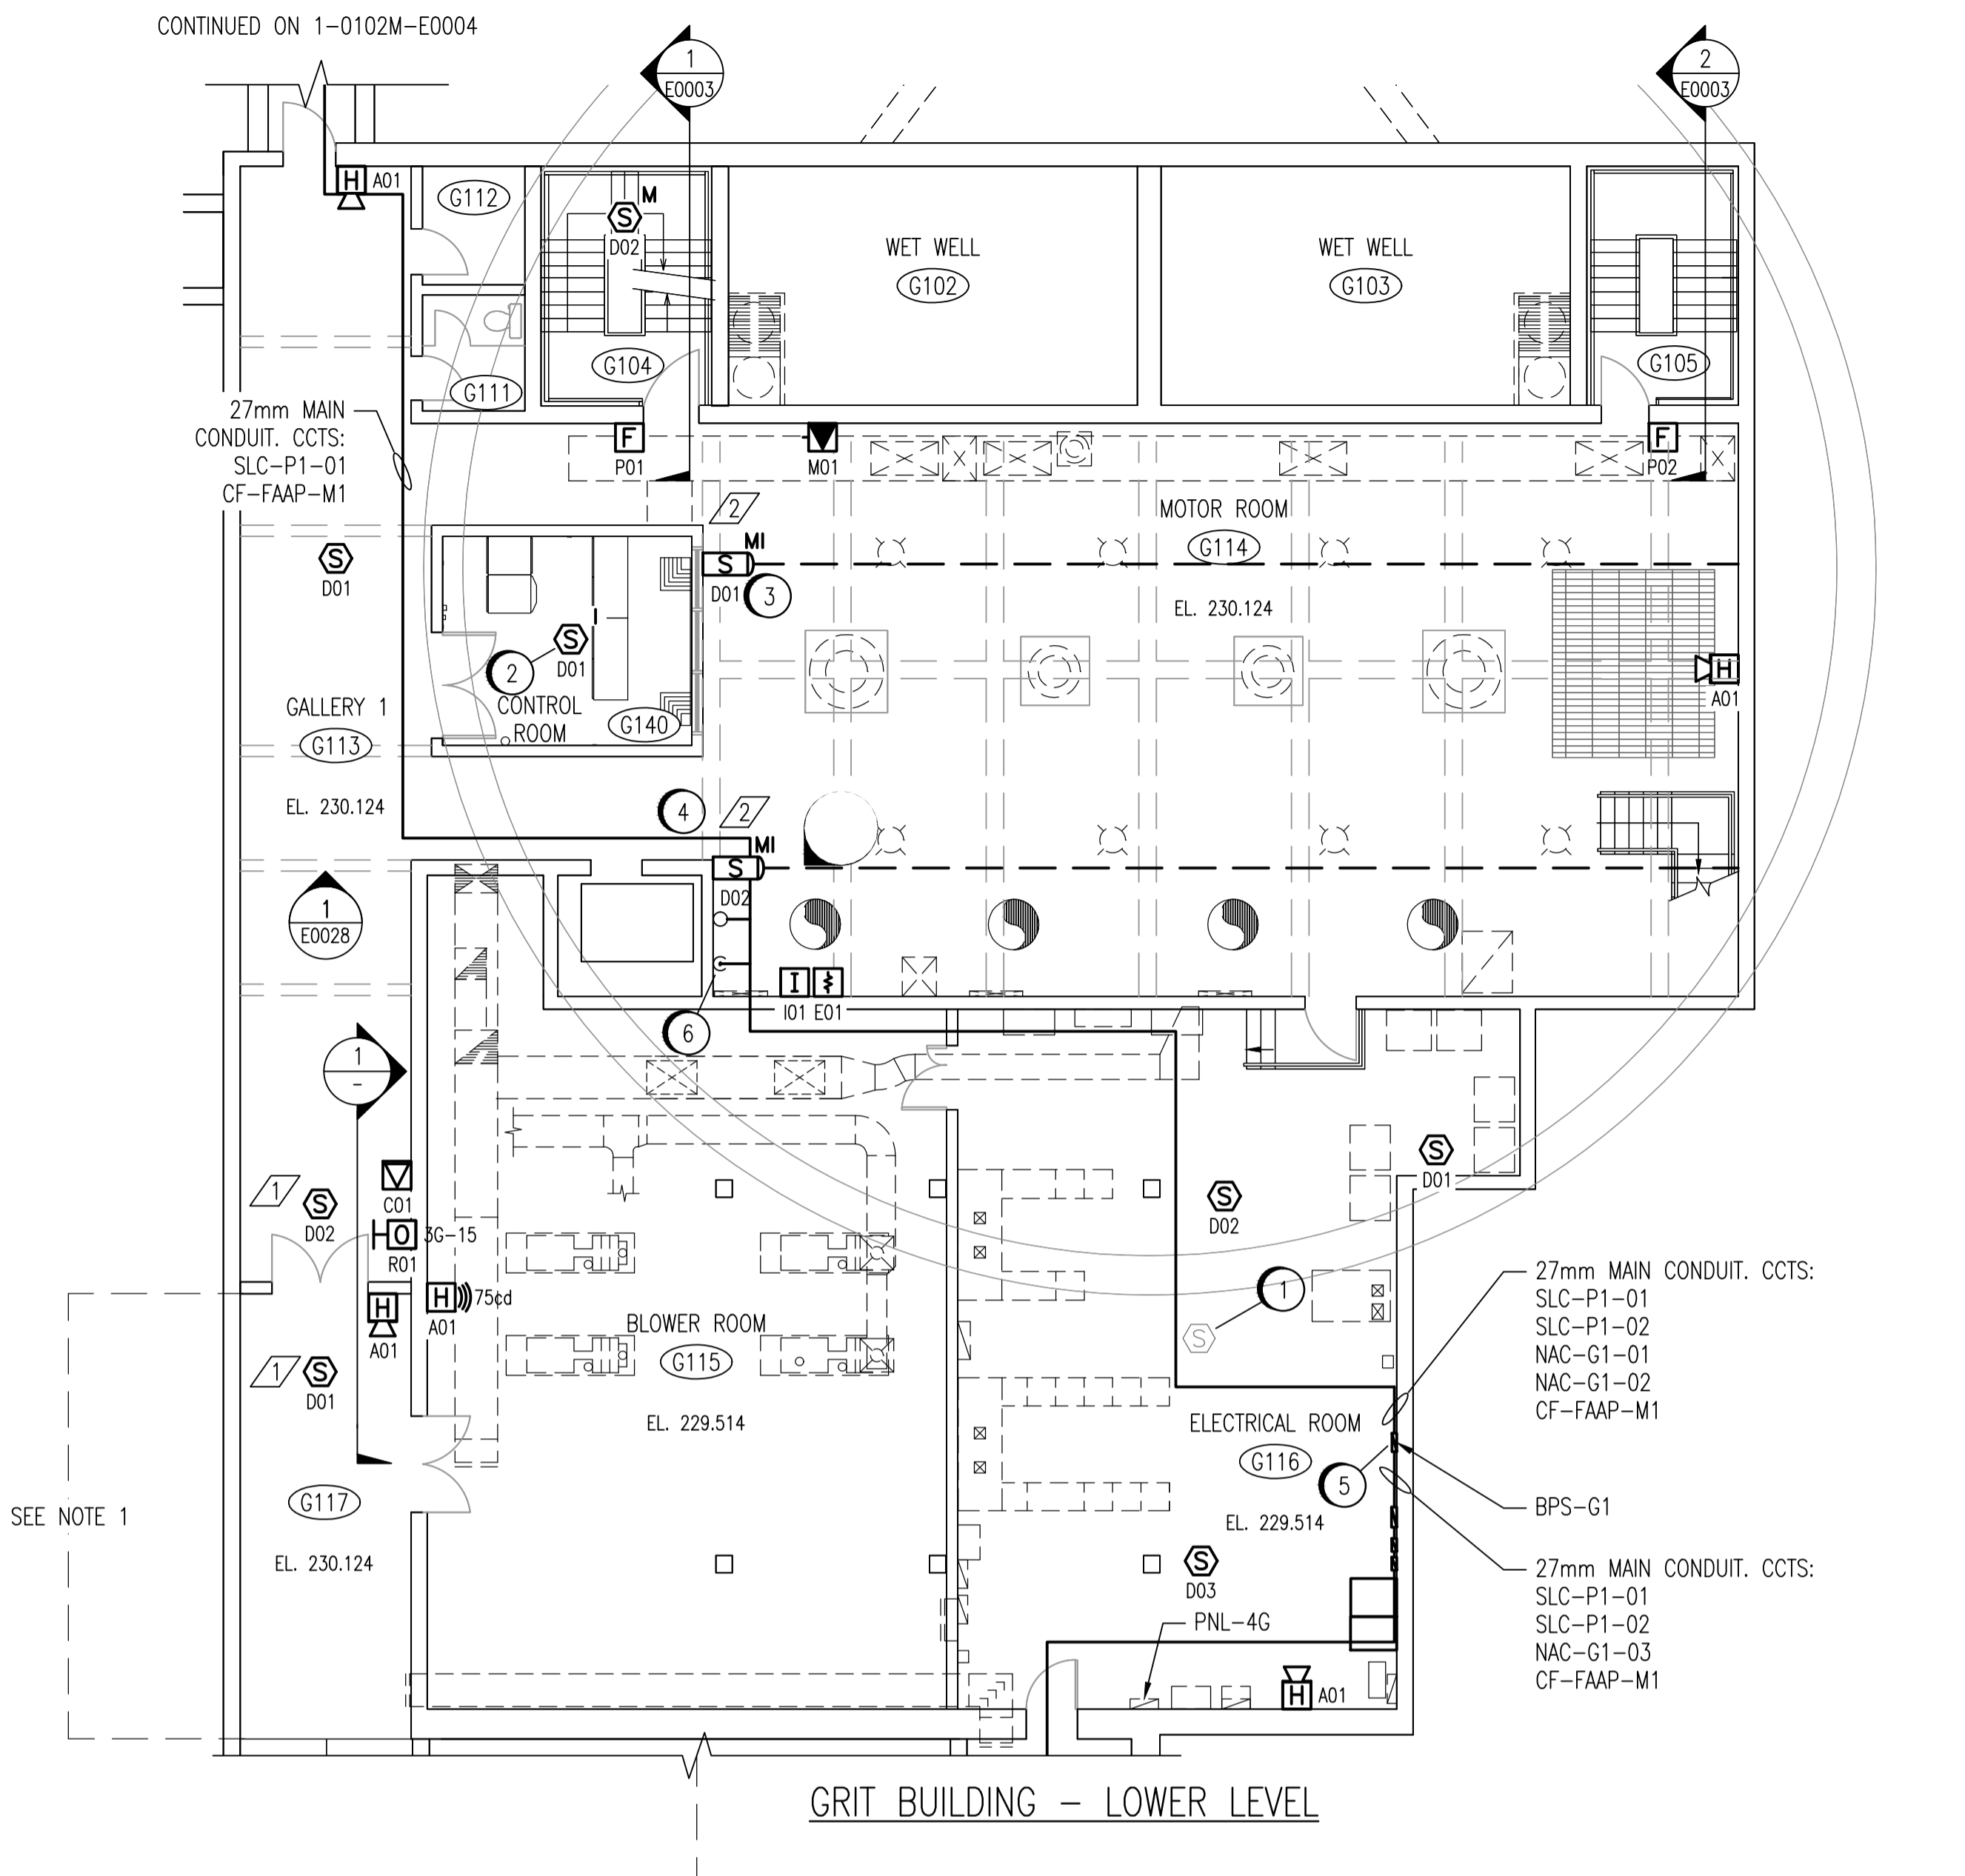 CONTINUED ON 1-0102M-E0004
1
E0003
2
E0003
H A01
G112
S M
D02
WET WELL
G102
WET WELL
G103
G104
G105
G111
27mm MAIN
CONDUIT. CCTS:
SLC-P1-01
CF-FAAP-M1
F
P01
M01
F
P02
2
MOTOR ROOM
G114
MI
S
D01
3
S
D01
EL. 230.124
S
D01
2
CONTROL
ROOM
G140
H
A01
GALLERY 1
G113
EL. 230.124
4
2
MI
S
D02
1
E0028
I
I01 E01
6
1
-
S
D01
C01
1
S
D02
S
D02
O 3G-15
R01
H 75cd
A01
H
A01
1
S
BLOWER ROOM
G115
1
S
D01
27mm MAIN CONDUIT. CCTS:
SLC-P1-01
SLC-P1-02
NAC-G1-01
NAC-G1-02
CF-FAAP-M1
EL. 229.514
ELECTRICAL ROOM
G116
5
G117
SEE NOTE 1
EL. 229.514
BPS-G1
EL. 230.124
S
D03
PNL-4G
27mm MAIN CONDUIT. CCTS:
SLC-P1-01
SLC-P1-02
NAC-G1-03
CF-FAAP-M1
H A01
GRIT BUILDING - LOWER LEVEL